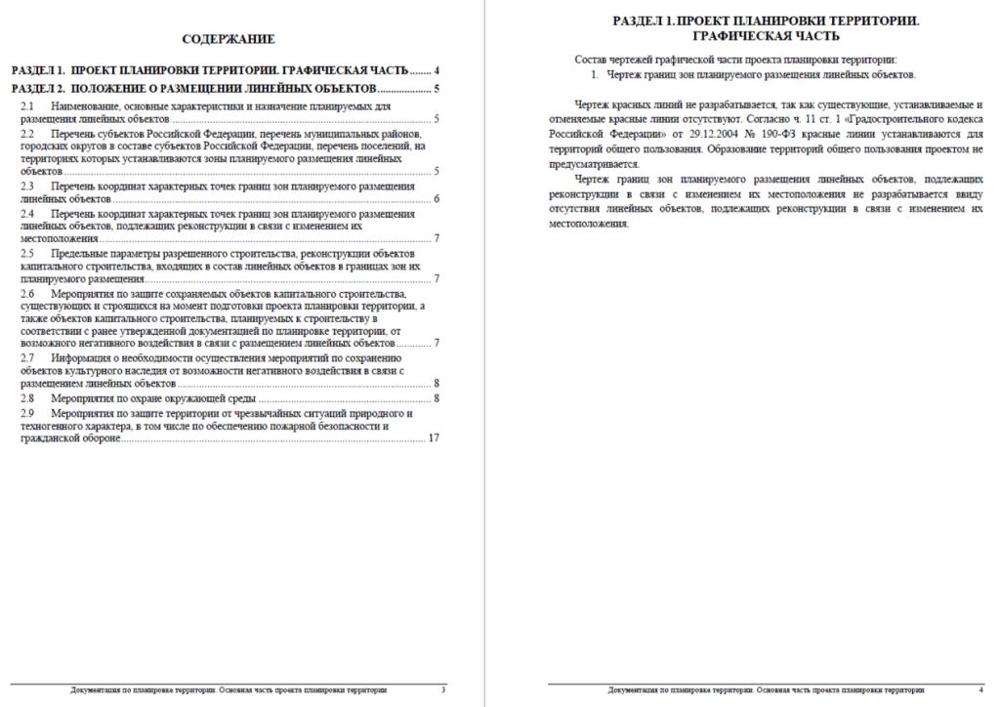 СОДЕРЖАНИЕ
РАЗДЕЛ 1. ПРОЕКТ ПЛАНИРОВКИ ТЕРРИТОРИИ. ГРАФИЧЕСКАЯ ЧАСТЬ ........ 4
РАЗДЕЛ 2. ПОЛОЖЕНИЕ О РАЗМЕЩЕНИИ ЛИНЕЙНЫХ ОБЪЕКТОВ .................... 5
2.1 Наименование, основные характеристики и назначение планируемых для
размещения линейных объектов ........ 5
2.2 Перечень субъектов Российской Федерации, перечень муниципальных районов,
городских округов в составе субъектов Российской Федерации, перечень поселений, на
территориях которых устанавливаются зоны планируемого размещения линейных
объектов ........ 5
2.3 Перечень координат характерных точек границ зон планируемого размещения
линейных объектов ........ 6
2.4 Перечень координат характерных точек границ зон планируемого размещения
линейных объектов, подлежащих реконструкции в связи с изменением их
местоположения ........ 7
2.5 Предельные параметры разрешенного строительства, реконструкции объектов
капитального строительства, входящих в состав линейных объектов в границах зон их
планируемого размещения ........ 7
2.6 Мероприятия по защите сохраняемых объектов капитального строительства,
существующих и строящихся на момент подготовки проекта планировки территории, а
также объектов капитального строительства, планируемых к строительству в
соответствии с ранее утвержденной документацией по планировке территории, от
возможного негативного воздействия в связи с размещением линейных объектов ........ 7
2.7 Информация о необходимости осуществления мероприятий по сохранению
объектов культурного наследия от возможности негативного воздействия в связи с
размещением линейных объектов ........ 8
2.8 Мероприятия по охране окружающей среды ........ 8
2.9 Мероприятия по защите территории от чрезвычайных ситуаций природного и
техногенного характера, в том числе по обеспечению пожарной безопасности и
гражданской обороне ........ 17
Документация по планировке территории. Основная часть проекта планировки территории 3
РАЗДЕЛ 1. ПРОЕКТ ПЛАНИРОВКИ ТЕРРИТОРИИ.
ГРАФИЧЕСКАЯ ЧАСТЬ
Состав чертежей графической части проекта планировки территории:
1. Чертеж границ зон планируемого размещения линейных объектов.
Чертеж красных линий не разрабатывается, так как существующие, устанавливаемые и
отменяемые красные линии отсутствуют. Согласно ч. 11 ст. 1 «Градостроительного кодекса
Российской Федерации» от 29.12.2004 № 190-ФЗ красные линии устанавливаются для
территорий общего пользования. Образование территорий общего пользования проектом не
предусматривается.
Чертеж границ зон планируемого размещения линейных объектов, подлежащих
реконструкции в связи с изменением их местоположения не разрабатывается ввиду
отсутствия линейных объектов, подлежащих реконструкции в связи с изменением их
местоположения.
Документация по планировке территории. Основная часть проекта планировки территории 4